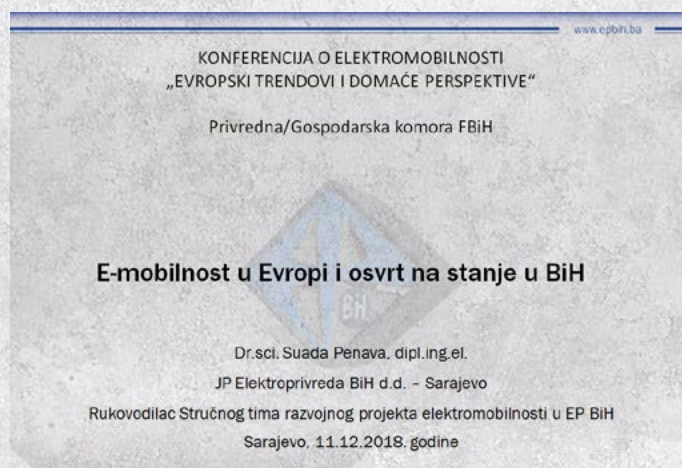 www.epbih.ba
KONFERENCIJA O ELEKTROMOBILNOSTI
„EVROPSKI TRENDOVI I DOMAĆE PERSPEKTIVE“
Privredna/Gospodarska komora FBiH
E-mobilnost u Evropi i osvrt na stanje u BiH
BiH
Dr.sci. Suada Penava, dipl.ing.el.
JP Elektroprivreda BiH d.d. – Sarajevo
Rukovodilac Stručnog tima razvojnog projekta elektromobilnosti u EP BiH
Sarajevo, 11.12.2018. godine